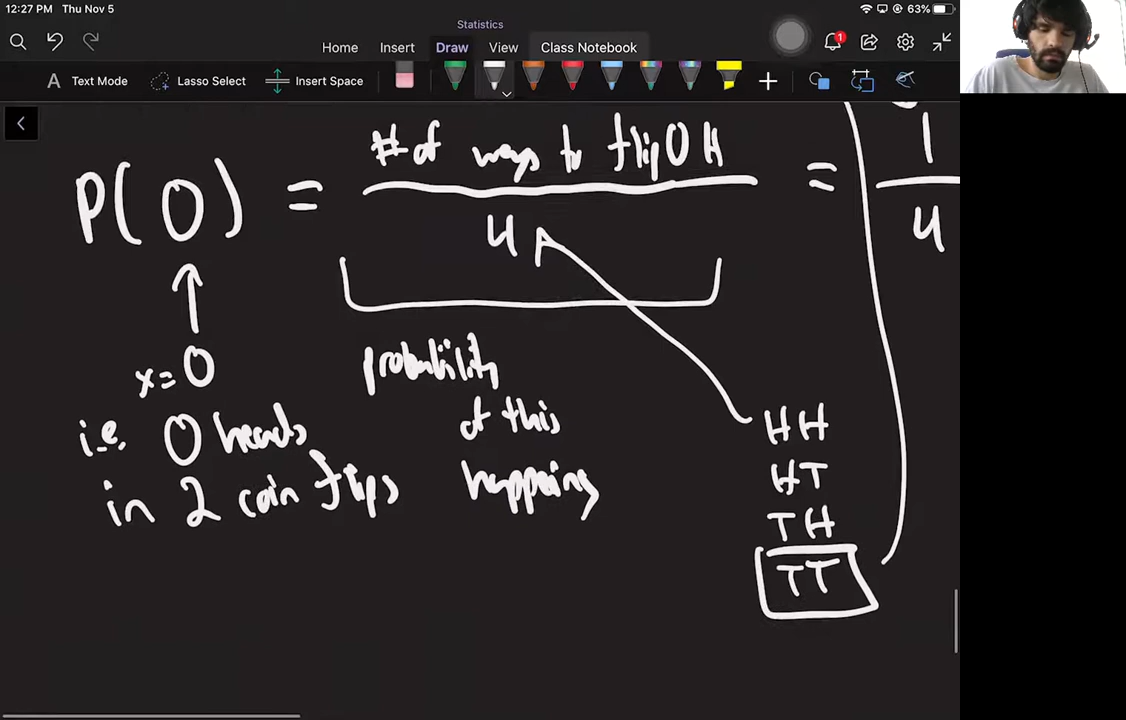 12:27 PM Thu Nov 5
63%
Statistics
Home Insert Draw View Class Notebook
1
A Text Mode Lasso Select Insert Space
# of ways to flip 0 H
P(0) = = 1
4 4
x=0
i.e. 0 heads
in 2 coin flips
probability
of this
happening
HH
HT
TH
TT